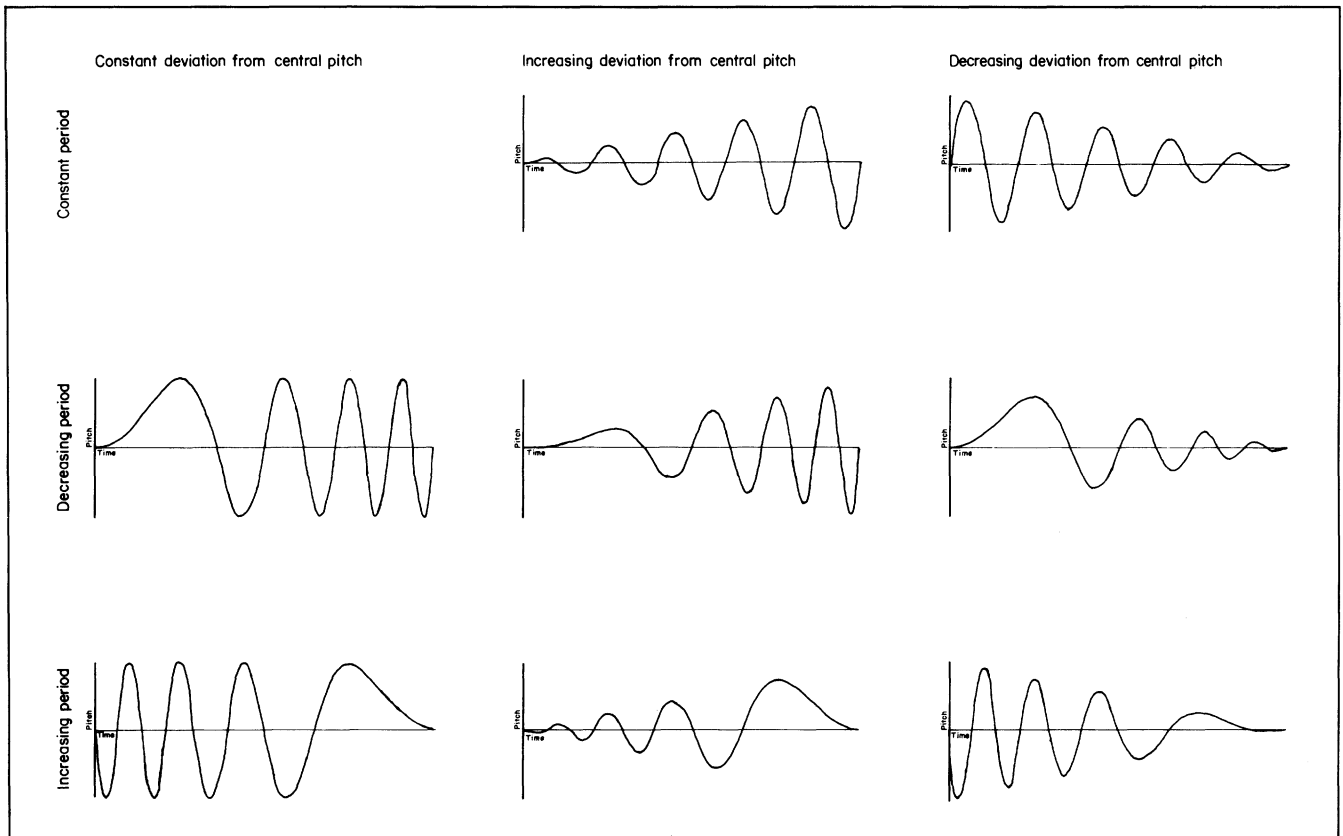 Constant deviation from central pitch
Increasing deviation from central pitch
Decreasing deviation from central pitch
Constant period
Pitch
Time
Pitch
Time
Decreasing period
Pitch
Time
Pitch
Time
Pitch
Time
Increasing period
Pitch
Time
Pitch
Time
Pitch
Time